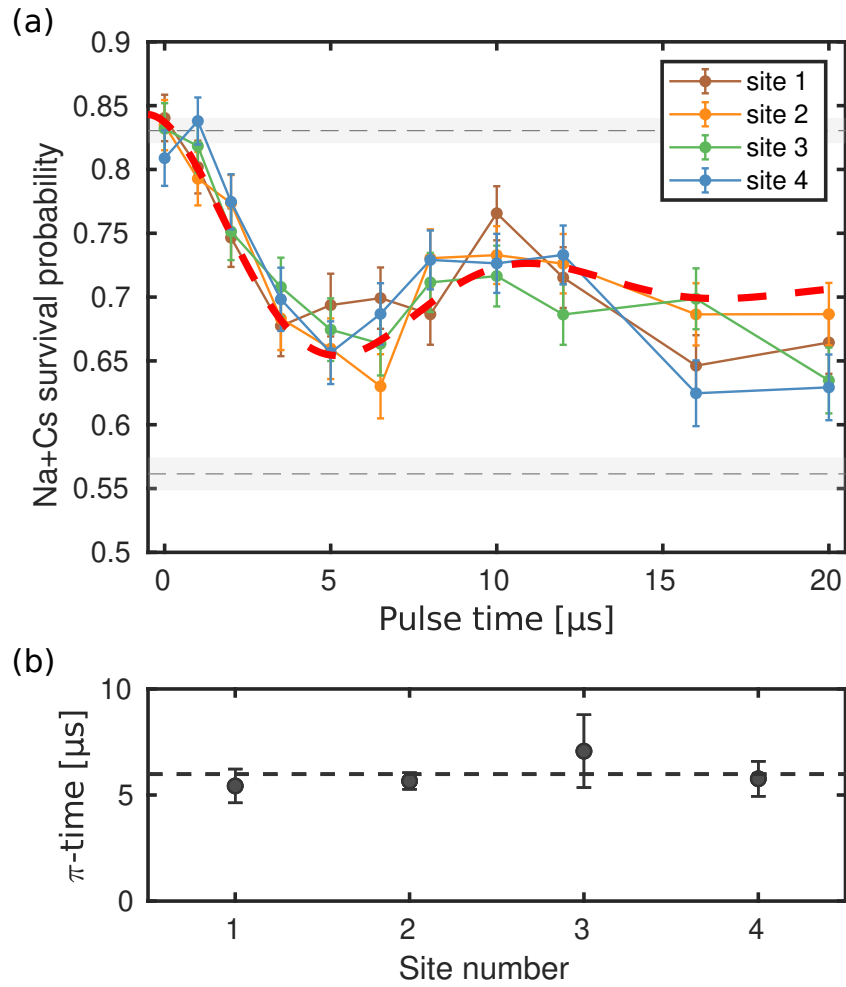 (a)
0.9
0.85
0.8
0.75
0.7
0.65
0.6
0.55
0.5
Na+Cs survival probability
site 1
site 2
site 3
site 4
0 5 10 15 20
Pulse time [µs]
(b)
10
5
0
π-time [µs]
1 2 3 4
Site number